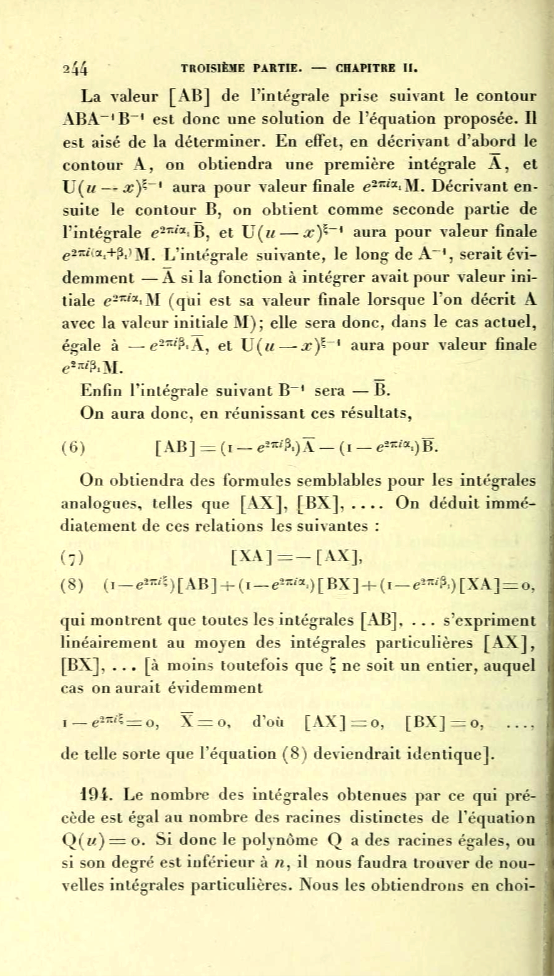 244 TROISIÈME PARTIE. — CHAPITRE II.
La valeur [AB] de l'intégrale prise suivant le contour
ABA⁻¹B⁻¹ est donc une solution de l'équation proposée. Il
est aisé de la déterminer. En effet, en décrivant d'abord le
contour A, on obtiendra une première intégrale A̅, et
U(u — x)^{ξ-1} aura pour valeur finale e^{2πiα₁}M. Décrivant en-
suite le contour B, on obtient comme seconde partie de
l'intégrale e^{2πiα₁}B̅, et U(u — x)^{ξ-1} aura pour valeur finale
e^{2πi(α₁+β₁)}M. L'intégrale suivante, le long de A⁻¹, serait évi-
demment — A̅ si la fonction à intégrer avait pour valeur ini-
tiale e^{2πiα₁}M (qui est sa valeur finale lorsque l'on décrit A
avec la valeur initiale M); elle sera donc, dans le cas actuel,
égale à — e^{2πiβ₁}A̅, et U(u — x)^{ξ-1} aura pour valeur finale
e^{2πiβ₁}M.
Enfin l'intégrale suivant B⁻¹ sera — B̅.
On aura donc, en réunissant ces résultats,
(6) [AB] = (1 — e^{2πiβ₁})A̅ — (1 — e^{2πiα₁})B̅.
On obtiendra des formules semblables pour les intégrales
analogues, telles que [AX], [BX], .... On déduit immé-
diatement de ces relations les suivantes :
(7) [XA] = — [AX],
(8) (1 — e^{2πiξ})[AB] + (1 — e^{2πiα₁})[BX] + (1 — e^{2πiβ₁})[XA] = 0,
qui montrent que toutes les intégrales [AB], ... s'expriment
linéairement au moyen des intégrales particulières [AX],
[BX], ... [à moins toutefois que ξ ne soit un entier, auquel
cas on aurait évidemment
1 — e^{2πiξ} = 0, X̅ = 0, d'où [AX] = 0, [BX] = 0, ...,
de telle sorte que l'équation (8) deviendrait identique].
194. Le nombre des intégrales obtenues par ce qui pré-
cède est égal au nombre des racines distinctes de l'équation
Q(u) = 0. Si donc le polynôme Q a des racines égales, ou
si son degré est inférieur à n, il nous faudra trouver de nou-
velles intégrales particulières. Nous les obtiendrons en choi-